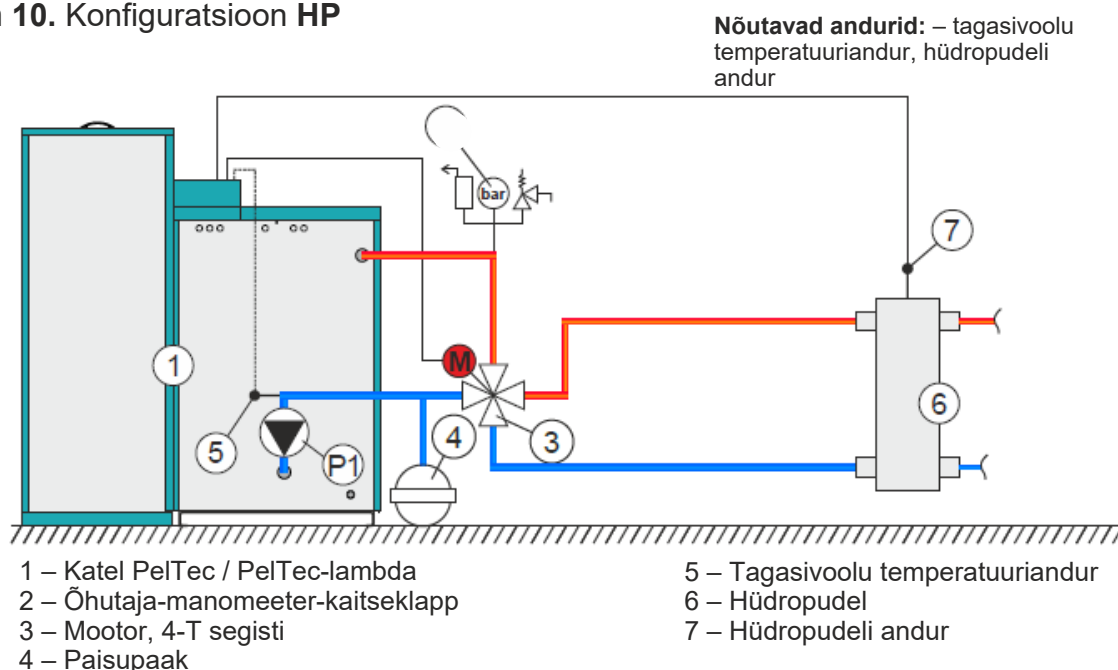 10. Konfiguratsioon HP
Nõutavad andurid: – tagasivoolu
temperatuuriandur, hüdropudeli
andur
bar
7
M
1
6
5
P1
4
3
1 – Katel PelTec / PelTec-lambda
2 – Õhutaja-manomeeter-kaitseklapp
3 – Mootor, 4-T segisti
4 – Paisupaak
5 – Tagasivoolu temperatuuriandur
6 – Hüdropudel
7 – Hüdropudeli andur